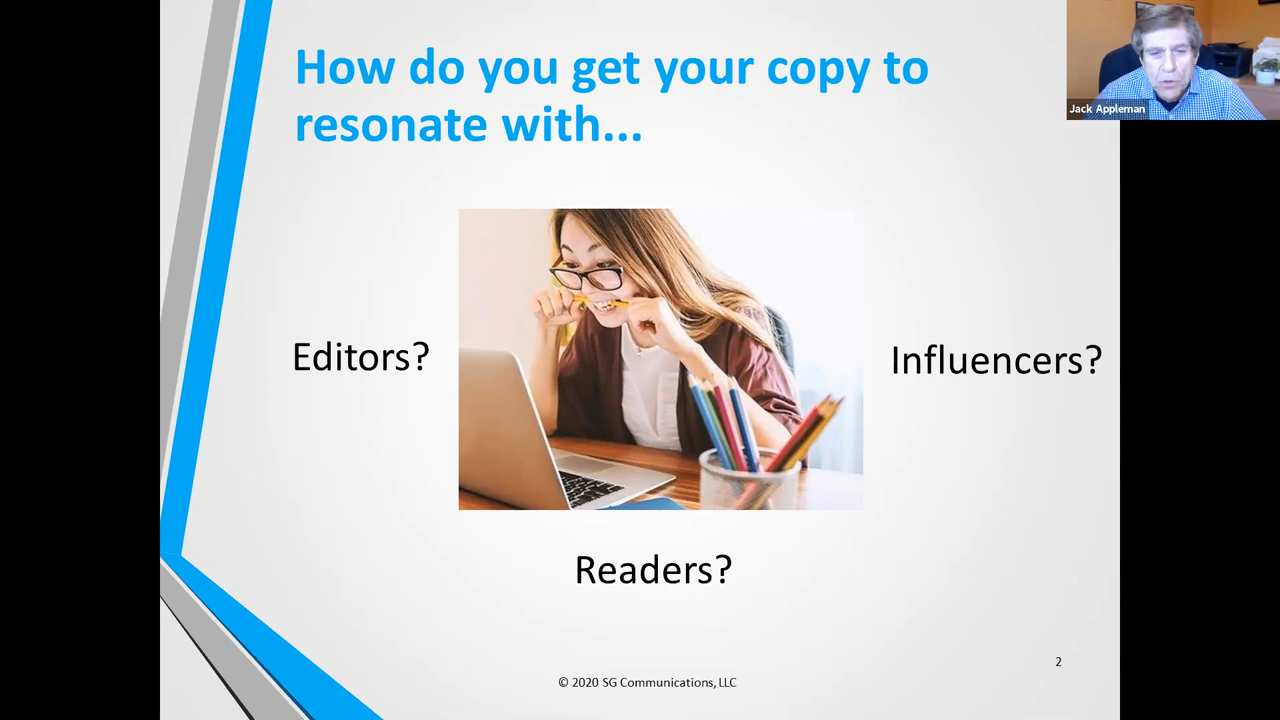 How do you get your copy to
resonate with...
Jack Appleman
Editors?
Influencers?
Readers?
2
© 2020 SG Communications, LLC